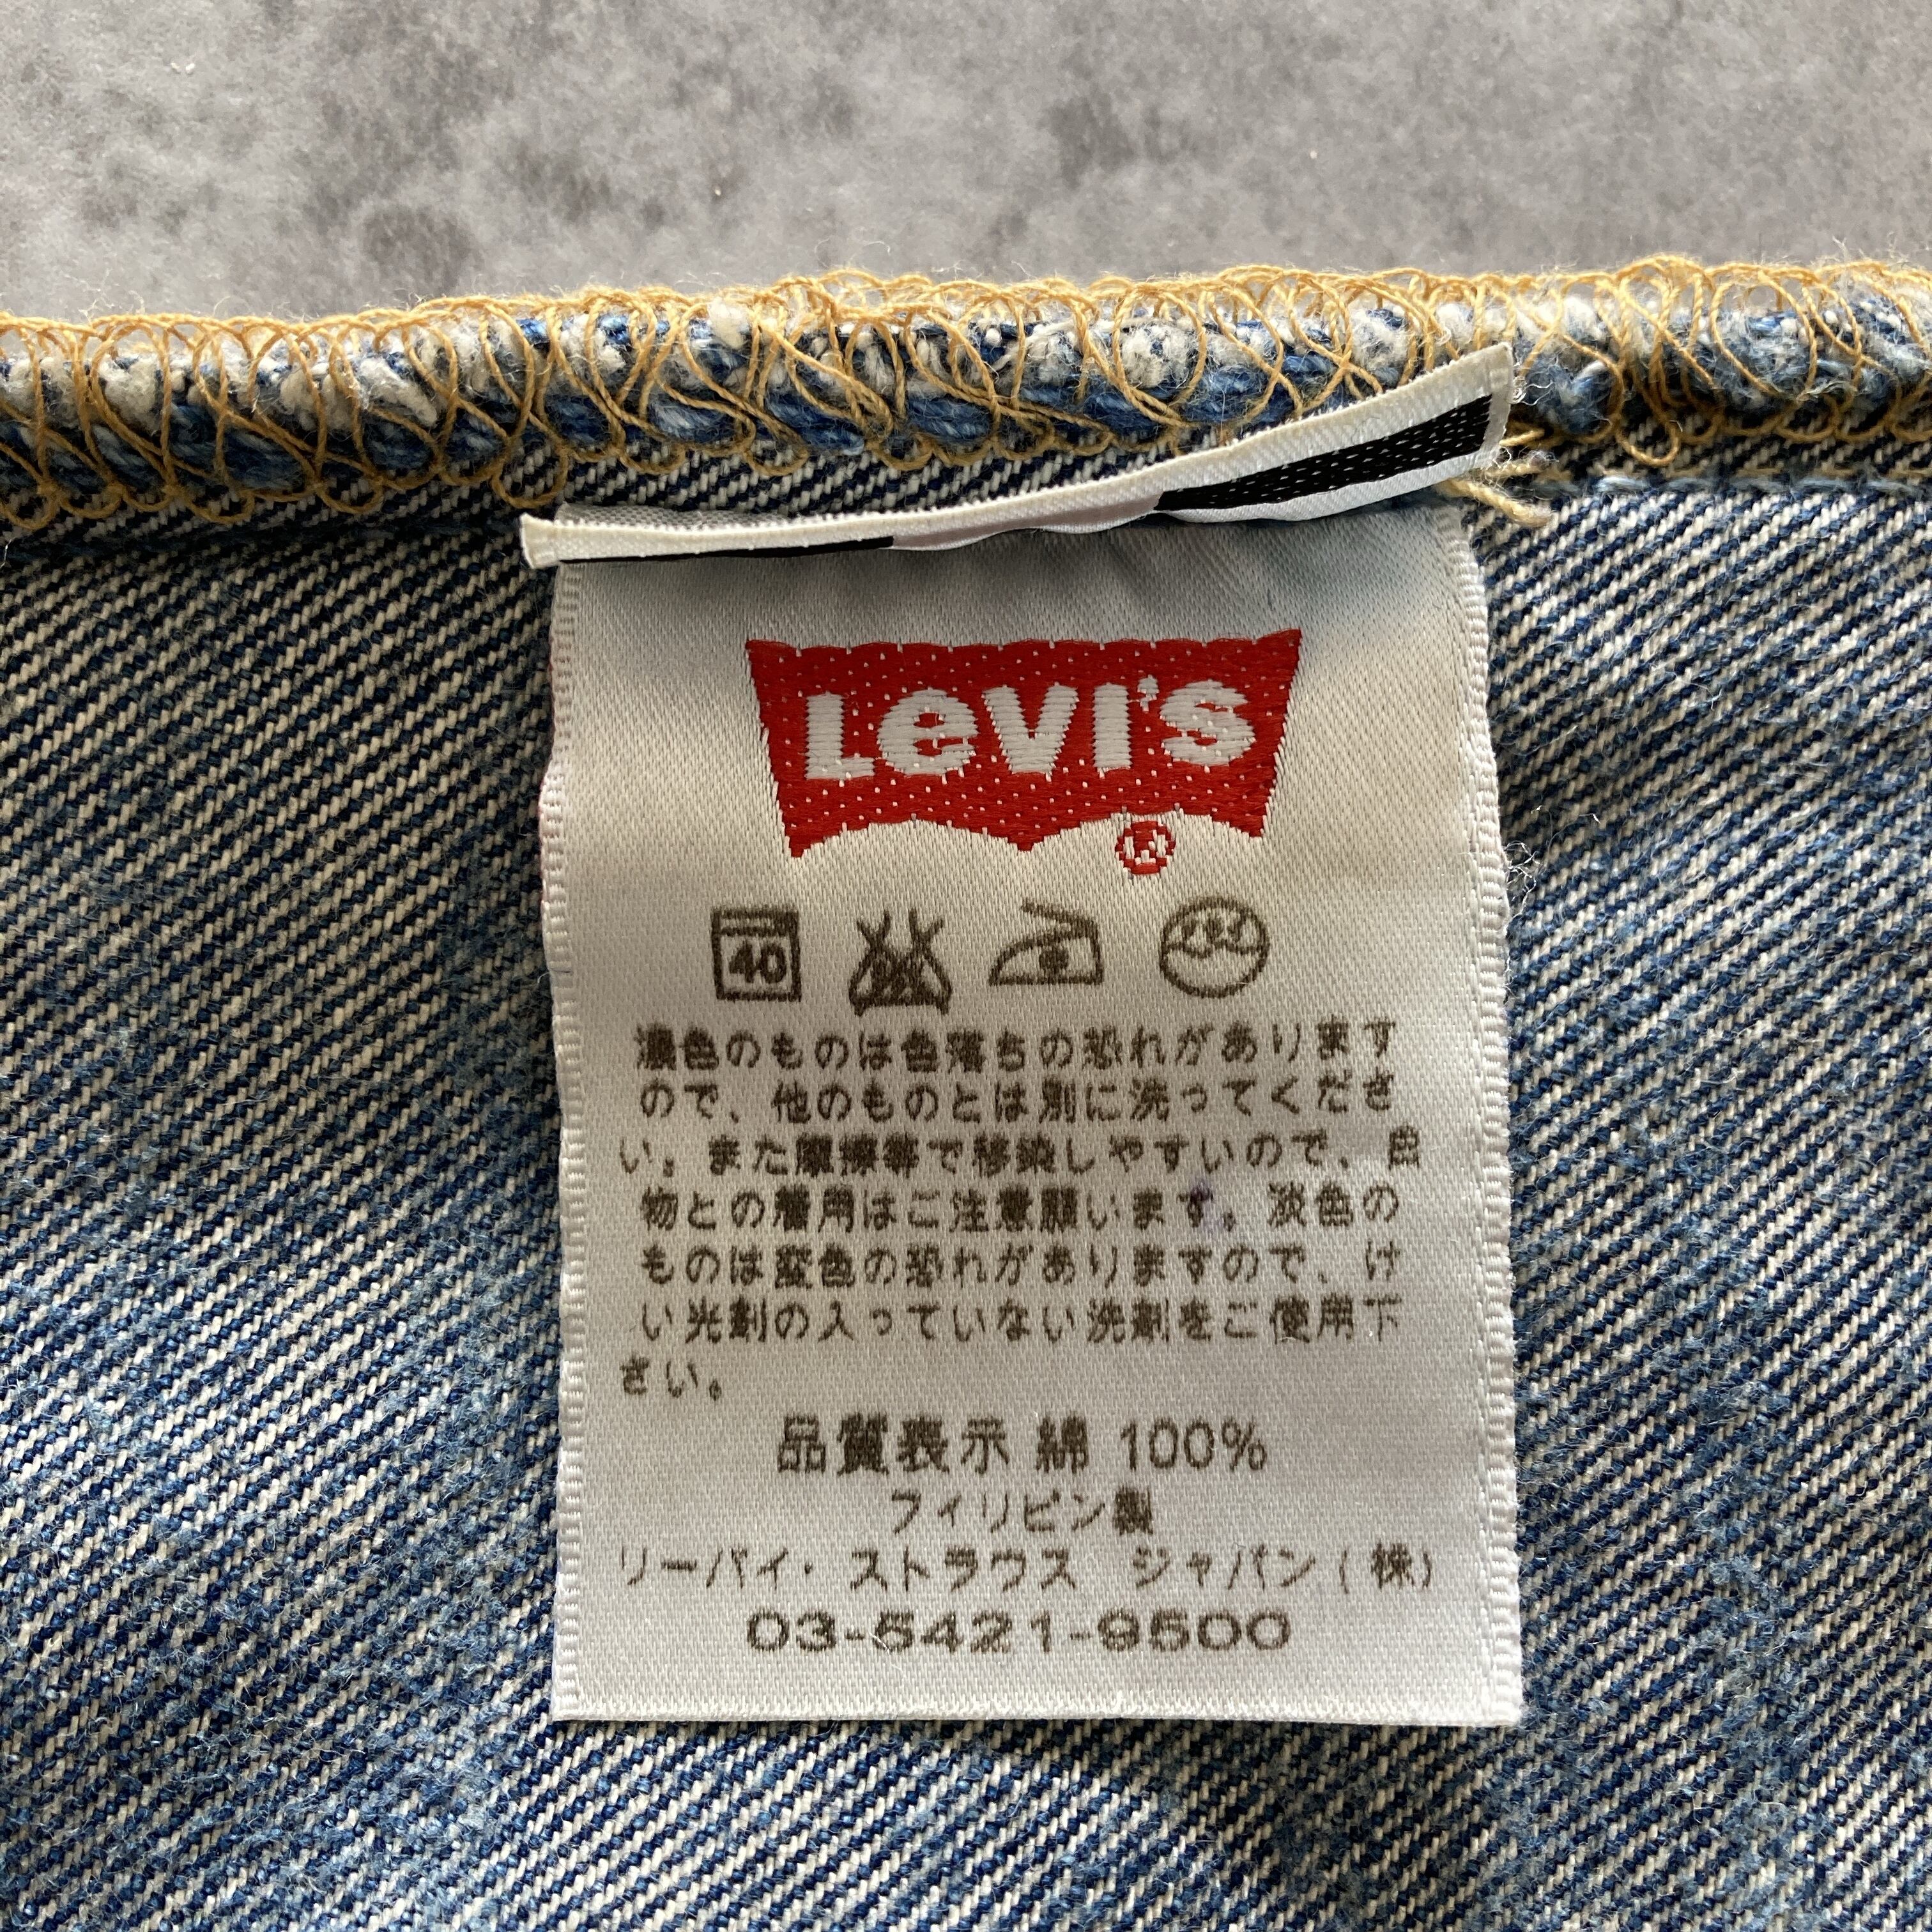 Levi's
®
40
濃色のものは色落ちの恐れがあります
ので、他のものとは別に洗ってくださ
い。また摩擦等で移染しやすいので、白
物との着用はご注意願います。淡色の
ものは変色の恐れがありますので、け
い光剤の入っていない洗剤をご使用下
さい。
品質表示 綿 100%
フィリピン製
リーバイ・ストラウス ジャパン(株)
03-5421-9500